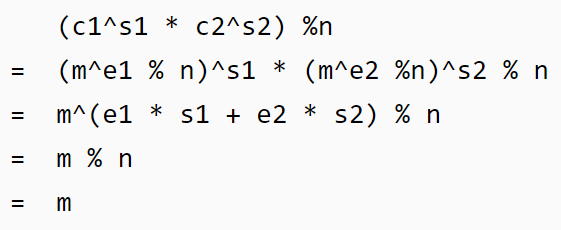 (c1^s1 * c2^s2) %n
= (m^e1 % n)^s1 * (m^e2 %n)^s2 % n
= m^(e1 * s1 + e2 * s2) % n
= m % n
= m